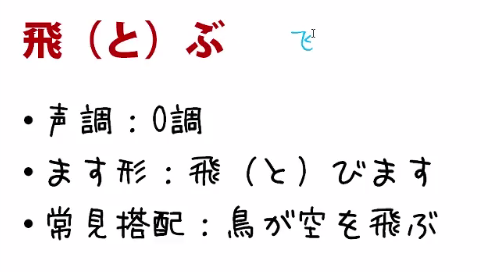 飛（と）ぶ 飞
• 声調：0調
• ます形：飛（と）びます
• 常見搭配：鳥が空を飛ぶ